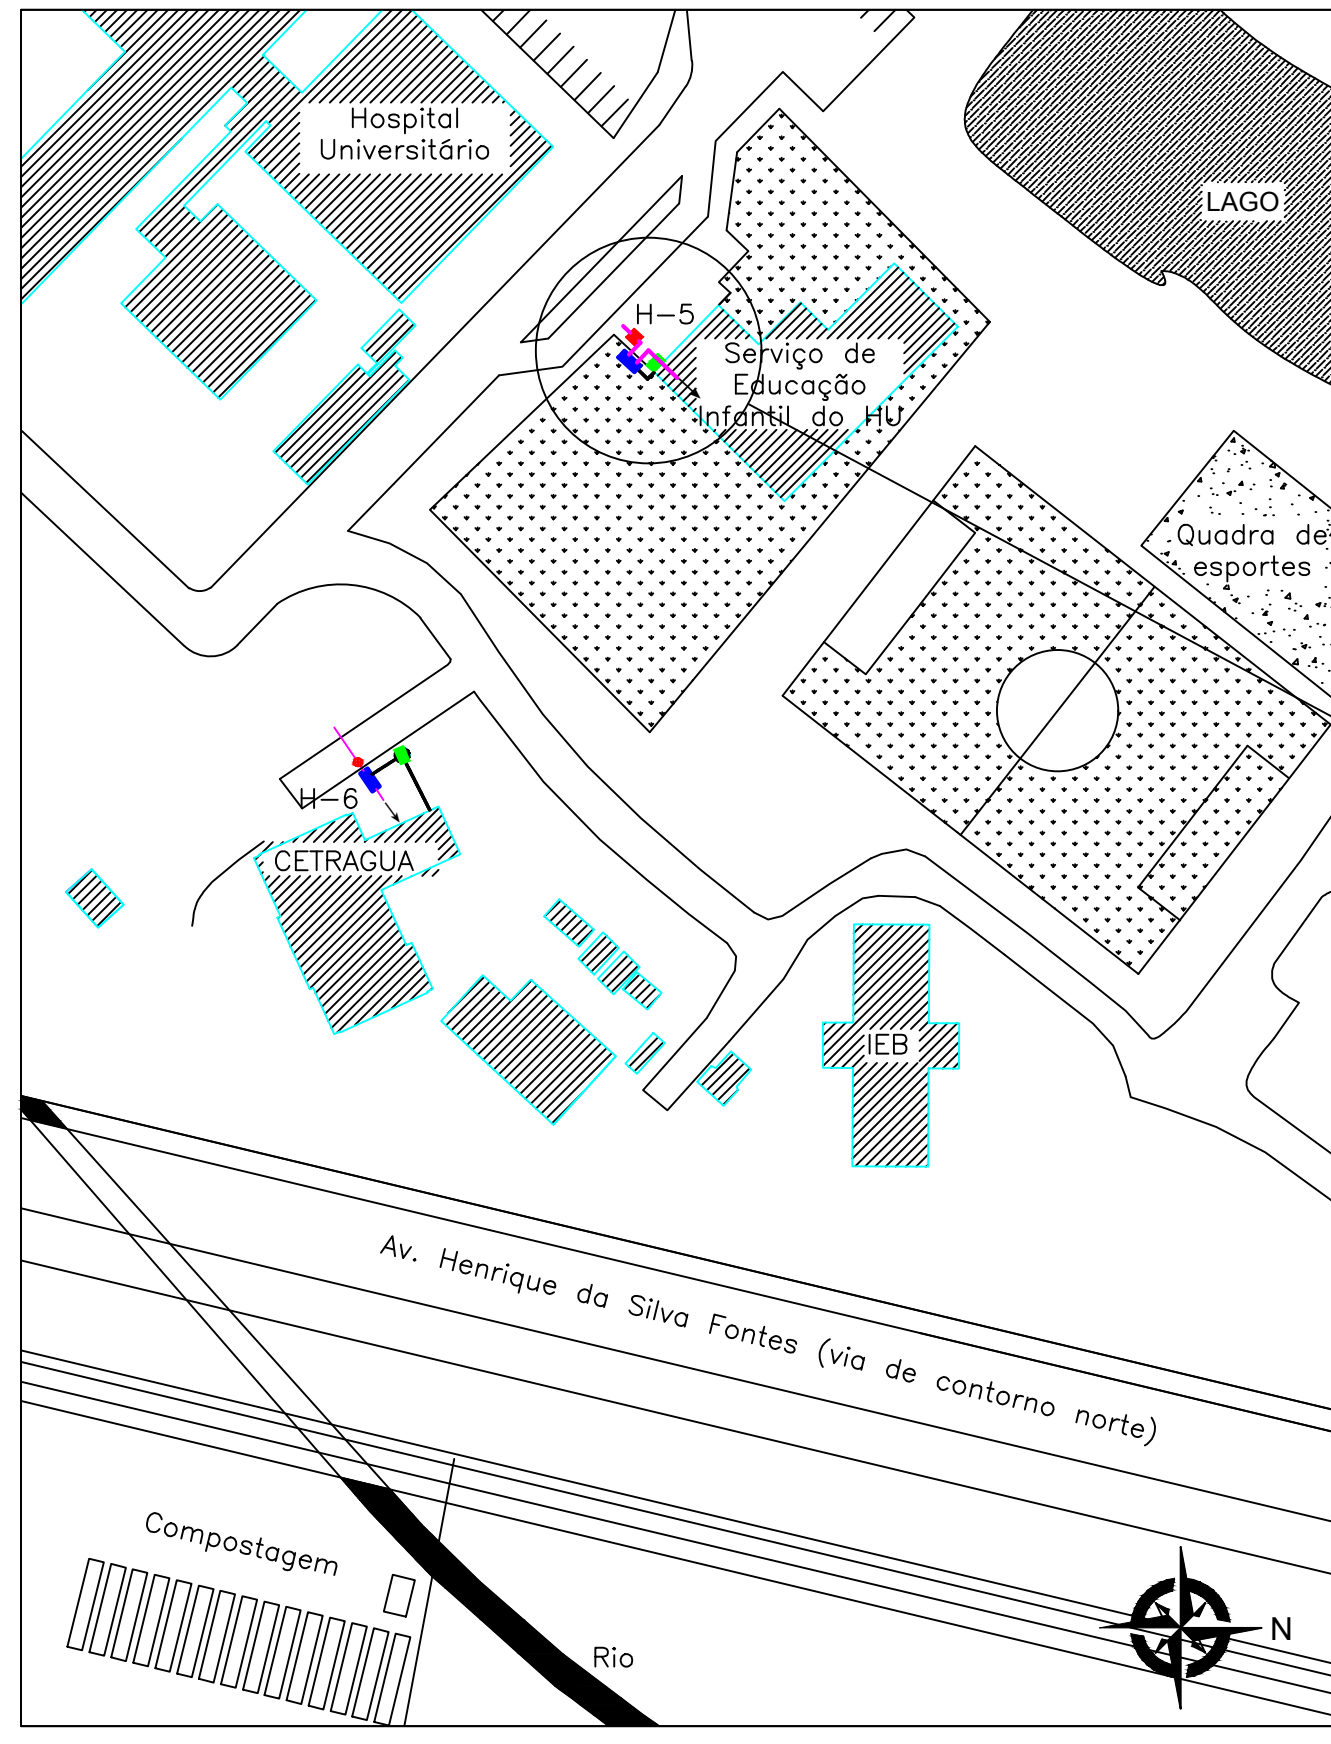 Hospital
Universitário
LAGO
H-5
Serviço de
Educação
Infantil do HU
Quadra de
esportes
H-6
CETRAGUA
IEB
Av. Henrique da Silva Fontes (via de contorno norte)
Compostagem
Rio
N